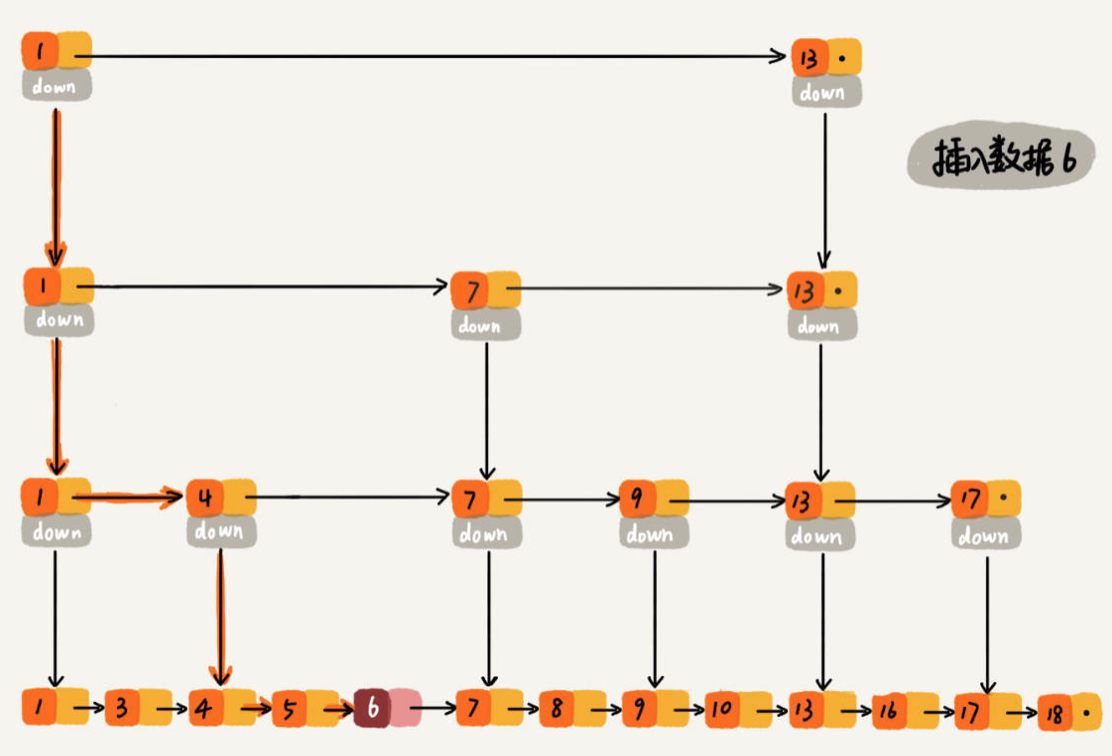 1 13
down down
插入数据6
1 7 13
down down down
1 4 7 9 13 17
down down down down down down
1 3 4 5 6 7 8 9 10 13 16 17 18